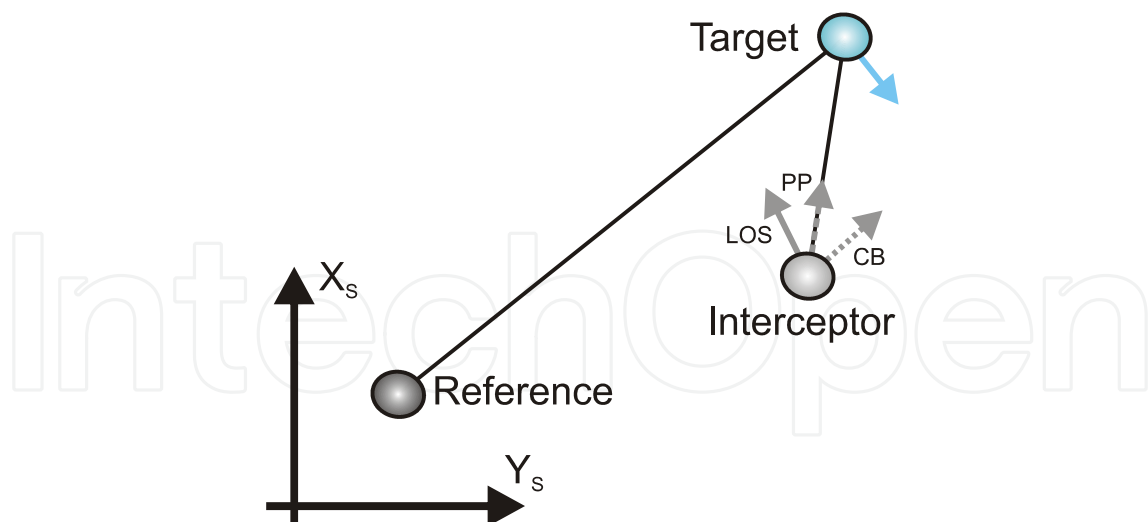 Target
PP
LOS
CB
Interceptor
Xs
Reference
Ys
IntechOpen